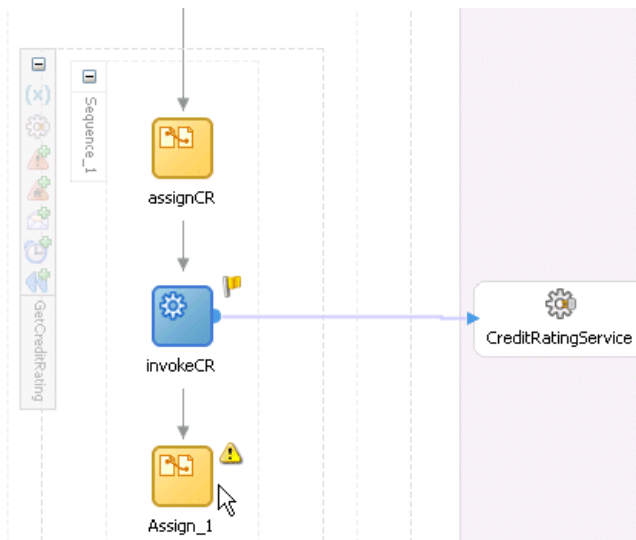 Sequence_1
assignCR
GetCreditRating
invokeCR
CreditRatingService
Assign_1